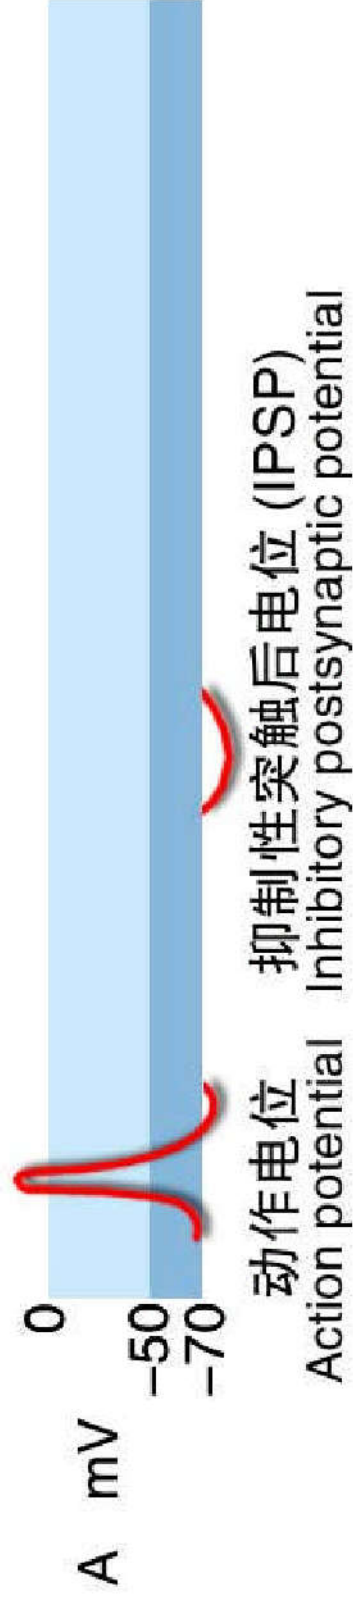 A mV
0
−50
−70
动作电位
Action potential
抑制性突触后电位 (IPSP)
Inhibitory postsynaptic potential